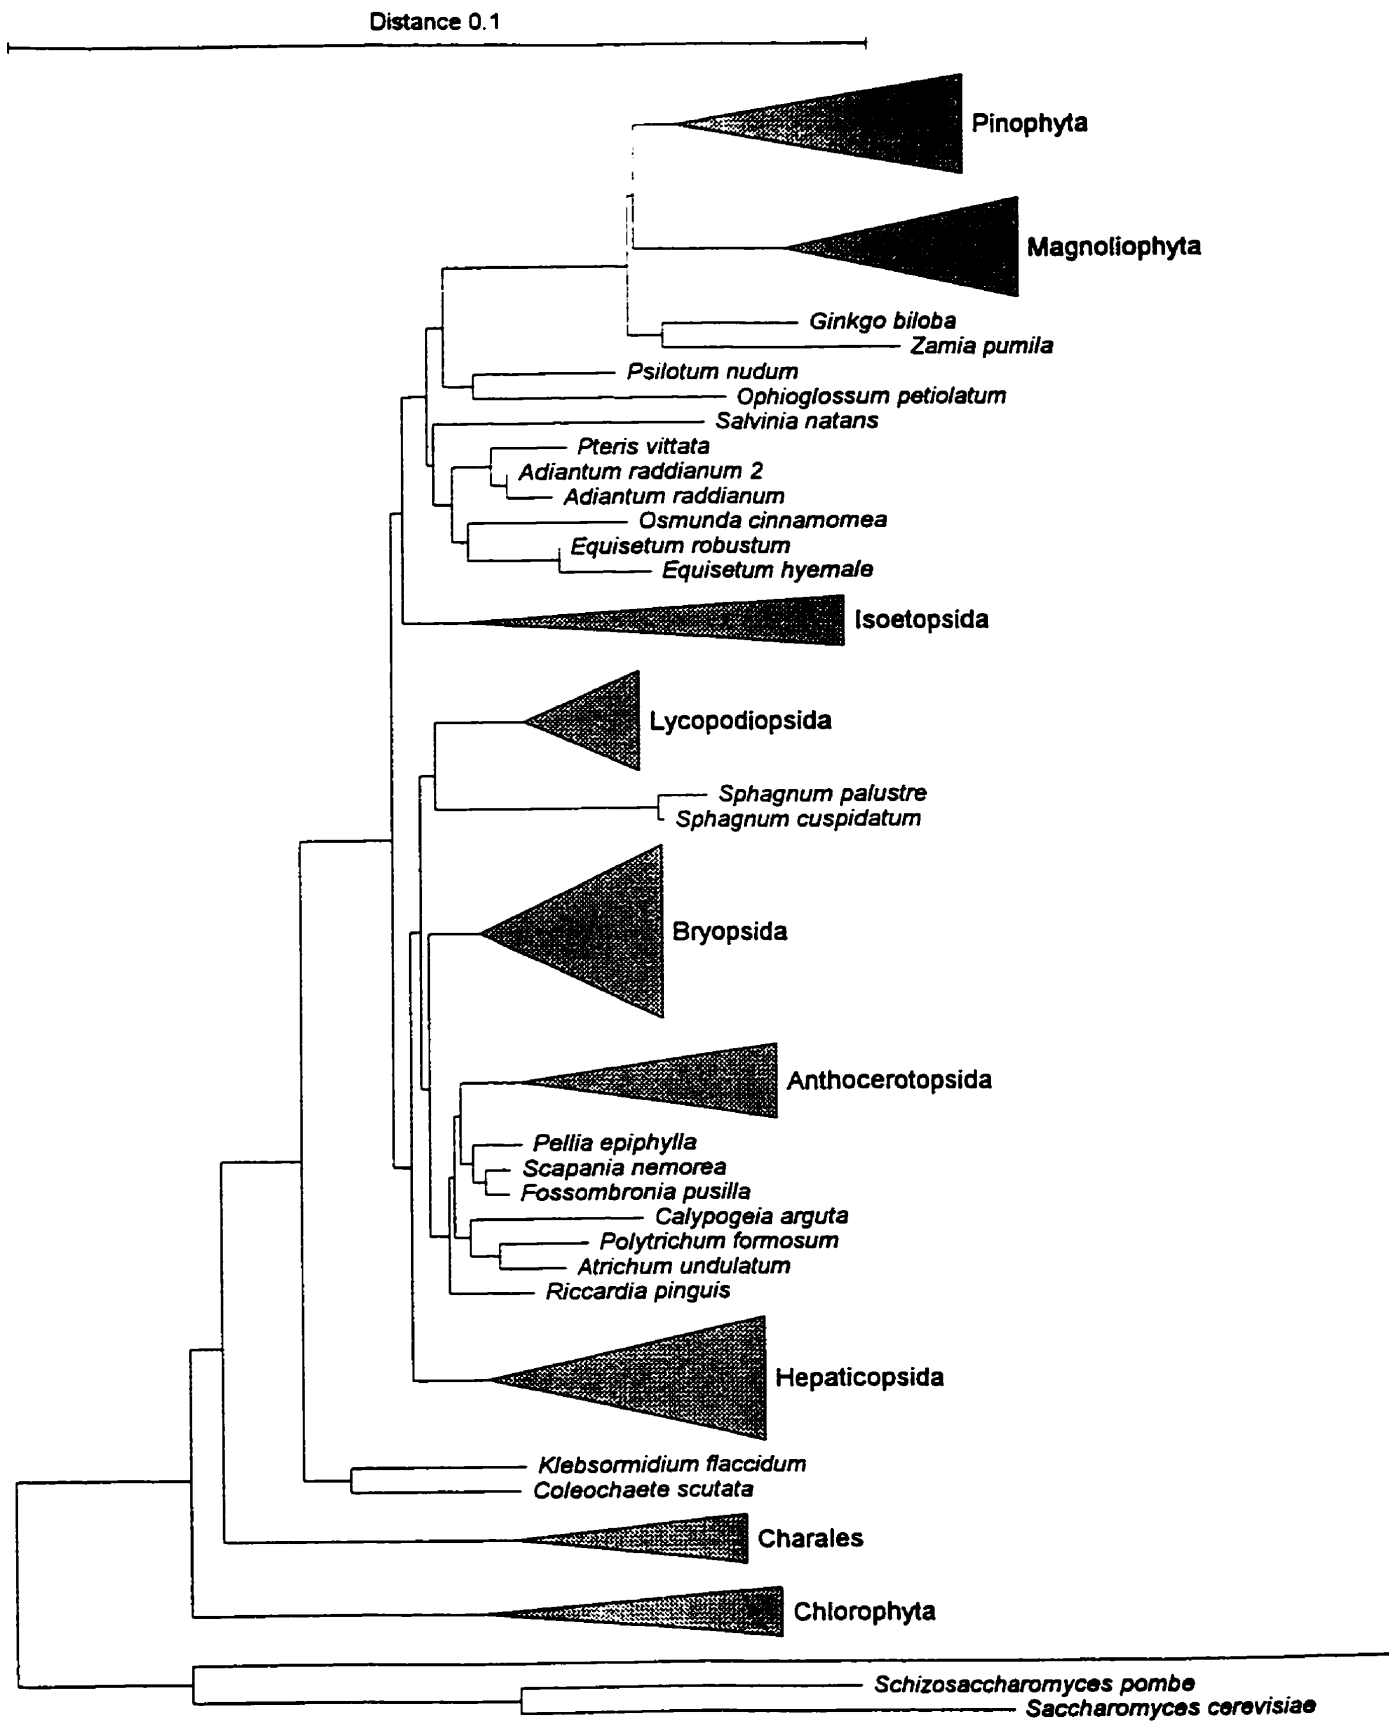 Distance 0.1
Pinophyta
Magnoliophyta
Ginkgo biloba
Zamia pumila
Psilotum nudum
Ophioglossum petiolatum
Salvinia natans
Pteris vittata
Adiantum raddianum 2
Adiantum raddianum
Osmunda cinnamomea
Equisetum robustum
Equisetum hyemale
Isoetopsida
Lycopodiopsida
Sphagnum palustre
Sphagnum cuspidatum
Bryopsida
Anthocerotopsida
Pellia epiphylla
Scapania nemorea
Fossombronia pusilla
Calypogeia arguta
Polytrichum formosum
Atrichum undulatum
Riccardia pinguis
Hepaticopsida
Klebsormidium flaccidum
Coleochaete scutata
Charales
Chlorophyta
Schizosaccharomyces pombe
Saccharomyces cerevisiae